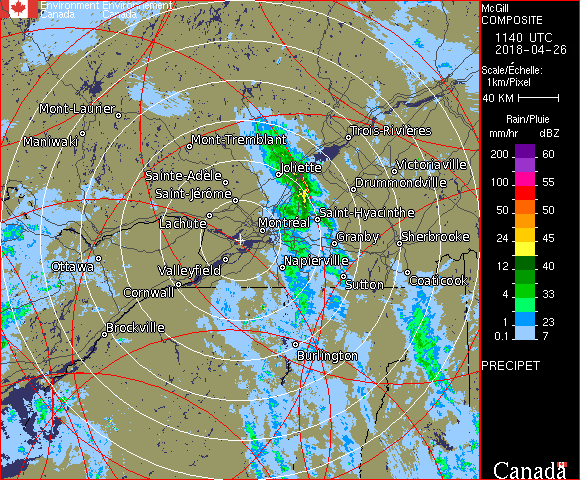 Environment Environnement
Canada Canada
McGill
COMPOSITE
1140 UTC
2018-04-26
Scale/Échelle:
1km/Pixel
40 KM
Rain/Pluie
mm/hr dBZ
200 60
100 55
50 50
24 45
12 40
4 33
1 23
0.1 7
PRECIPET
Canada
Mont-Laurier
Maniwaki
Mont-Tremblant
Trois-Rivières
Sainte-Adèle
Joliette
Victoriaville
Saint-Jérôme
Drummondville
Lachute
Montréal
Saint-Hyacinthe
Granby
Sherbrooke
Ottawa
Valleyfield
Napierville
Cornwall
Sutton
Coaticook
Brockville
Burlington